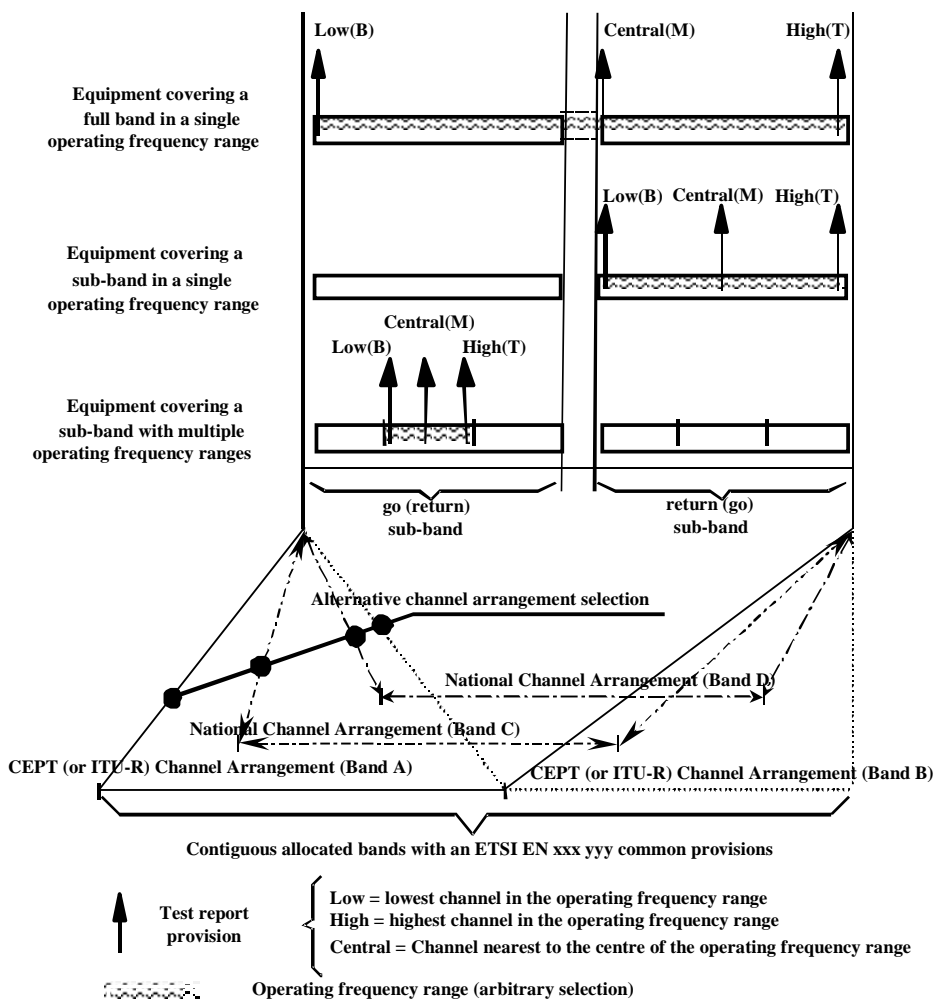 Low(B)
Central(M)
High(T)
Equipment covering a
full band in a single
operating frequency range
Low(B)
Central(M)
High(T)
Equipment covering a
sub-band in a single
operating frequency range
Central(M)
Low(B)
High(T)
Equipment covering a
sub-band with multiple
operating frequency ranges
go (return)
sub-band
return (go)
sub-band
Alternative channel arrangement selection
National Channel Arrangement (Band D)
National Channel Arrangement (Band C)
CEPT (or ITU-R) Channel Arrangement (Band A)
CEPT (or ITU-R) Channel Arrangement (Band B)
Contiguous allocated bands with an ETSI EN xxx yyy common provisions
Test report
provision
Low = lowest channel in the operating frequency range
High = highest channel in the operating frequency range
Central = Channel nearest to the centre of the operating frequency range
Operating frequency range (arbitrary selection)